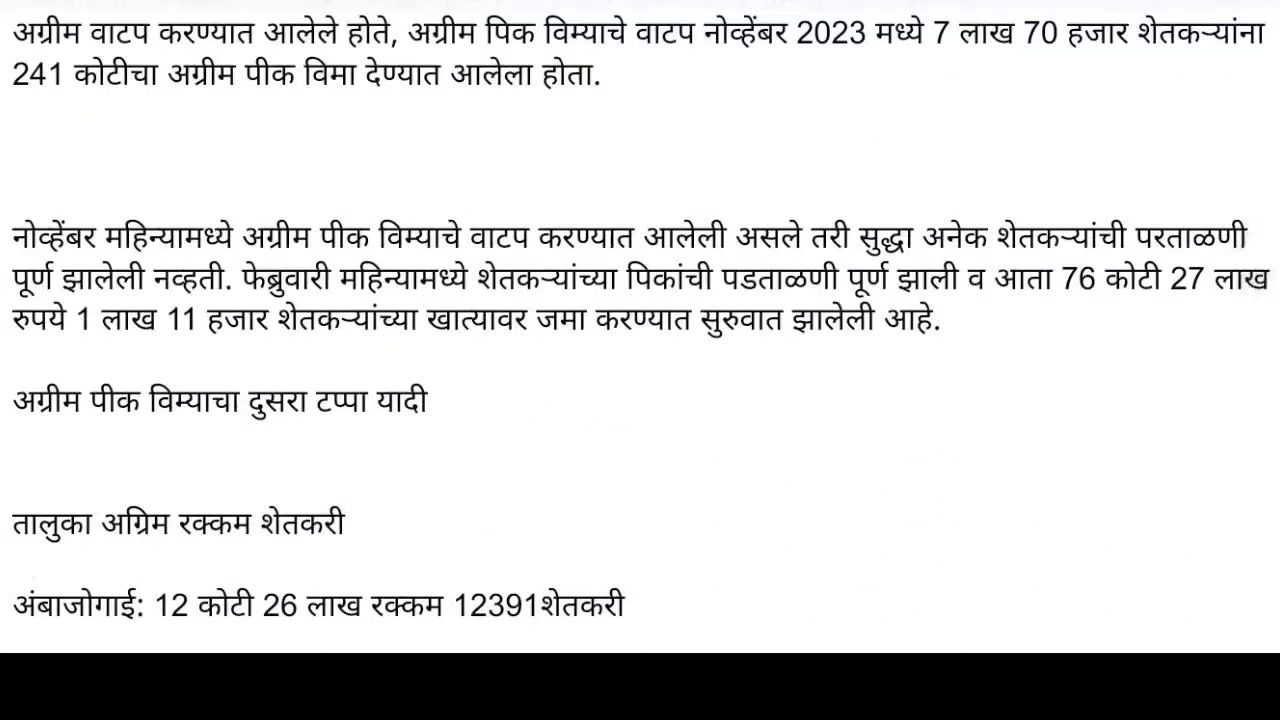 अग्रीम वाटप करण्यात आलेले होते, अग्रीम पिक विम्याचे वाटप नोव्हेंबर 2023 मध्ये 7 लाख 70 हजार शेतकऱ्यांना
241 कोटीचा अग्रीम पीक विमा देण्यात आलेला होता.
नोव्हेंबर महिन्यामध्ये अग्रीम पीक विम्याचे वाटप करण्यात आलेली असले तरी सुद्धा अनेक शेतकऱ्यांची परताळणी
पूर्ण झालेली नव्हती. फेब्रुवारी महिन्यामध्ये शेतकऱ्यांच्या पिकांची पडताळणी पूर्ण झाली व आता 76 कोटी 27 लाख
रुपये 1 लाख 11 हजार शेतकऱ्यांच्या खात्यावर जमा करण्यात सुरुवात झालेली आहे.
अग्रीम पीक विम्याचा दुसरा टप्पा यादी
तालुका अग्रिम रक्कम शेतकरी
अंबाजोगाई: 12 कोटी 26 लाख रक्कम 12391शेतकरी